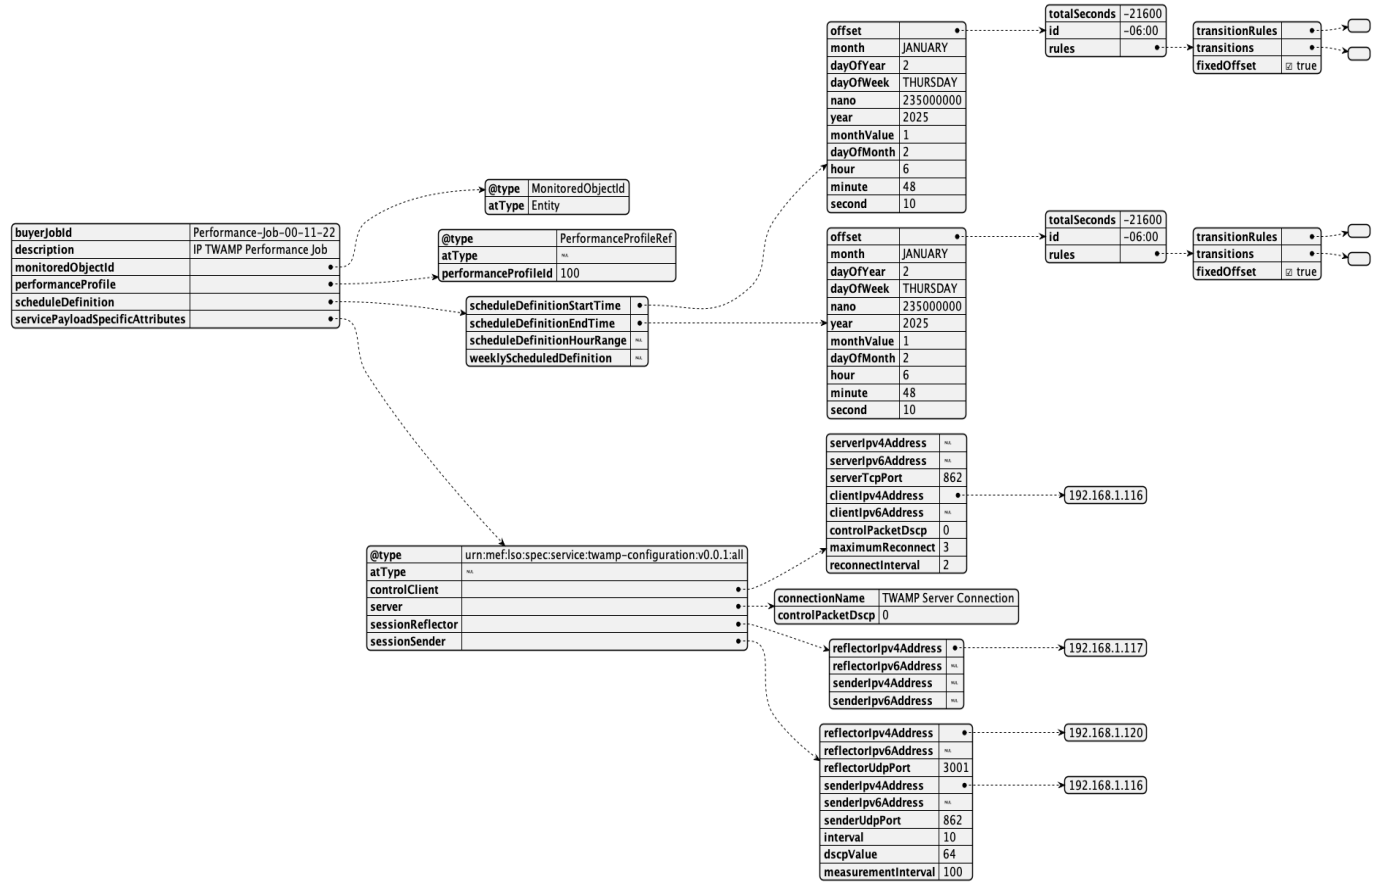 buyerJobId Performance-Job-00-11-22
description IP TWAMP Performance Job
monitoredObjectId
performanceProfile
scheduleDefinition
servicePayloadSpecificAttributes
@type MonitoredObjectId
atType Entity
@type PerformanceProfileRef
atType ␀
performanceProfileId 100
scheduleDefinitionStartTime
scheduleDefinitionEndTime
scheduleDefinitionHourRange ␀
weeklyScheduledDefinition ␀
offset
month JANUARY
dayOfYear 2
dayOfWeek THURSDAY
nano 235000000
year 2025
monthValue 1
dayOfMonth 2
hour 6
minute 48
second 10
totalSeconds -21600
id -06:00
rules
transitionRules
transitions
fixedOffset ☑ true
offset
month JANUARY
dayOfYear 2
dayOfWeek THURSDAY
nano 235000000
year 2025
monthValue 1
dayOfMonth 2
hour 6
minute 48
second 10
totalSeconds -21600
id -06:00
rules
transitionRules
transitions
fixedOffset ☑ true
@type urn:mef:lso:spec:service:twamp-configuration:v0.0.1:all
atType ␀
controlClient
server
sessionReflector
sessionSender
serverIpv4Address ␀
serverIpv6Address ␀
serverTcpPort 862
clientIpv4Address
clientIpv6Address ␀
controlPacketDscp 0
maximumReconnect 3
reconnectInterval 2
192.168.1.116
connectionName TWAMP Server Connection
controlPacketDscp 0
reflectorIpv4Address
reflectorIpv6Address ␀
senderIpv4Address ␀
senderIpv6Address ␀
192.168.1.117
reflectorIpv4Address
reflectorIpv6Address ␀
reflectorUdpPort 3001
senderIpv4Address
senderIpv6Address ␀
senderUdpPort 862
interval 10
dscpValue 64
measurementInterval 100
192.168.1.120
192.168.1.116